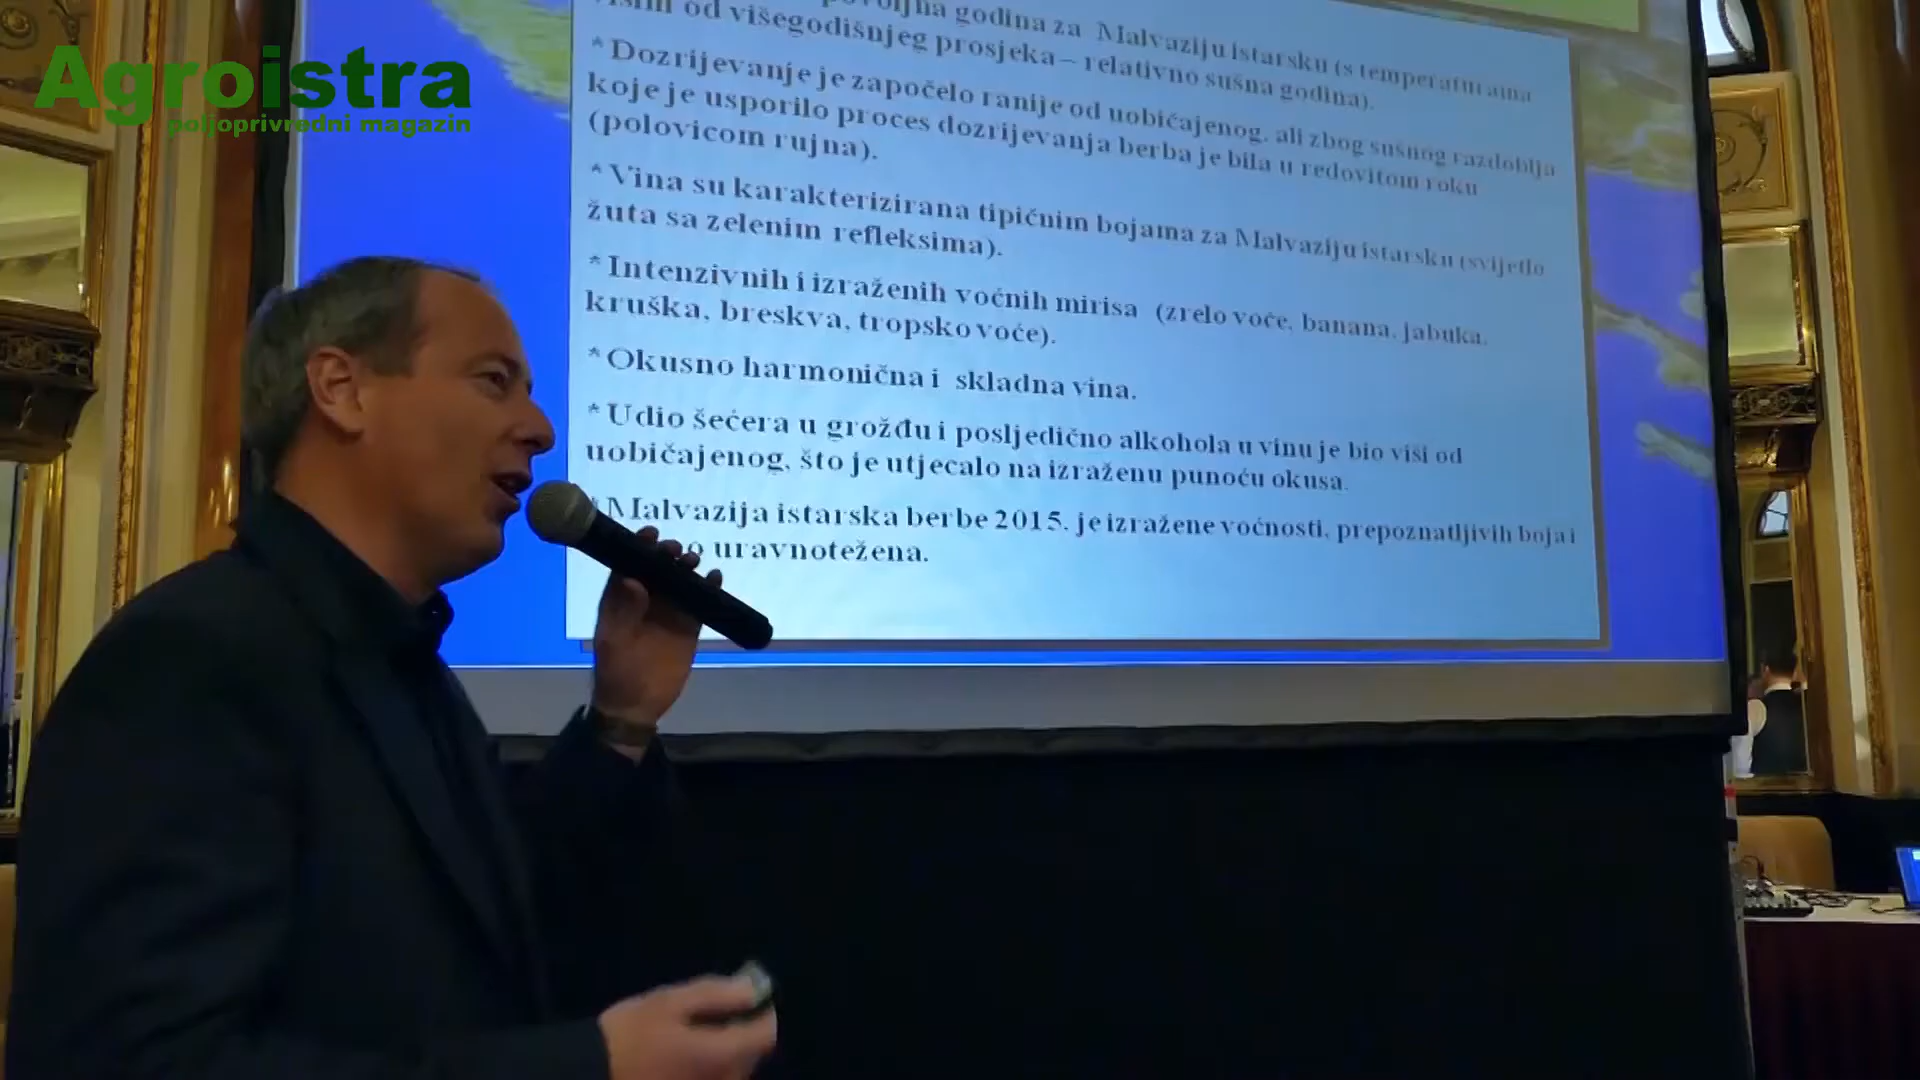 Agroistra
poljoprivredni magazin
godina za Malvaziju istarsku (s temperaturama
od višegodišnjeg prosjeka – relativno sušna godina).
*Dozrijevanje je započelo ranije od uobičajenog, ali zbog sušnog razdoblja
koje je usporilo proces dozrijevanja berba je bila u redovitom roku
(polovicom rujna).
*Vina su karakterizirana tipičnim bojama za Malvaziju istarsku (svijetlo
žuta sa zelenim refleksima).
*Intenzivnih i izraženih voćnih mirisa (zrelo voće, banana, jabuka,
kruška, breskva, tropsko voće).
*Okusno harmonična i skladna vina.
*Udio šećera u grožđu i posljedično alkohola u vinu je bio viši od
uobičajenog, što je utjecalo na izraženu punoću okusa.
*Malvazija istarska berbe 2015. je izražene voćnosti, prepoznatljivih boja i
uravnotežena.